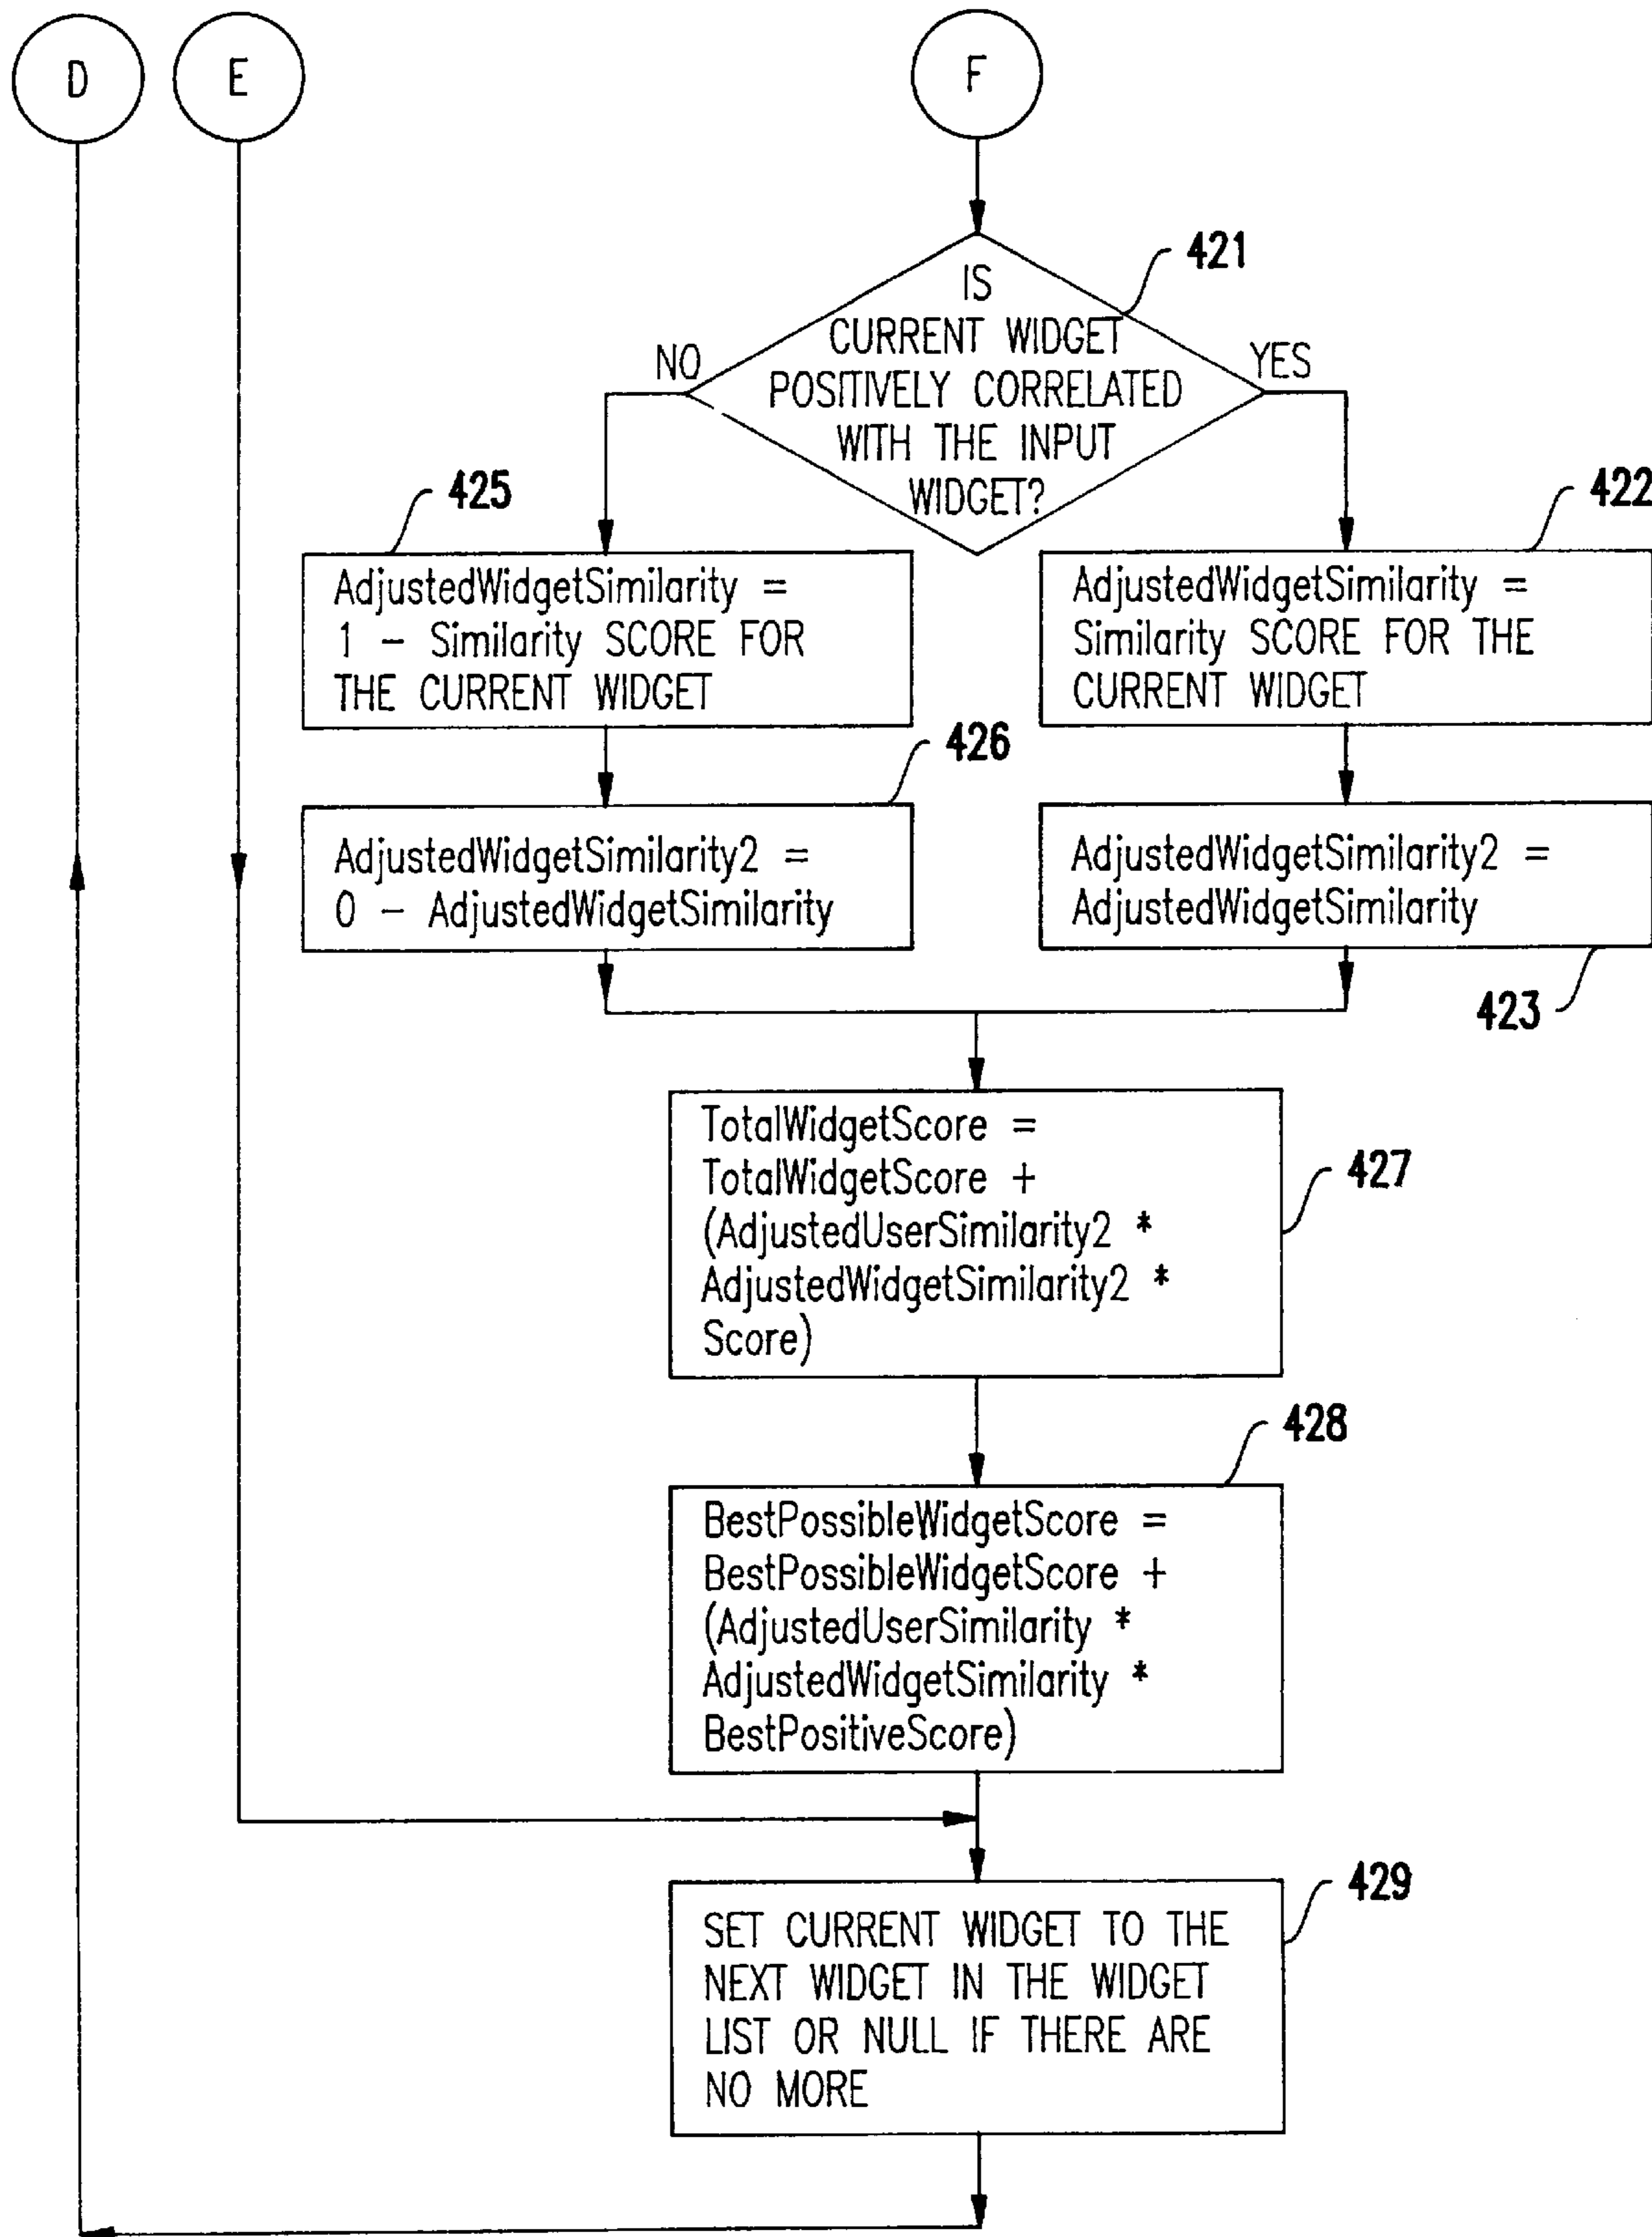 D
E
F
421
IS
CURRENT WIDGET
POSITIVELY CORRELATED
WITH THE INPUT
WIDGET?
NO
YES
425
422
AdjustedWidgetSimilarity =
1 – Similarity SCORE FOR
THE CURRENT WIDGET
AdjustedWidgetSimilarity =
Similarity SCORE FOR THE
CURRENT WIDGET
426
AdjustedWidgetSimilarity2 =
0 – AdjustedWidgetSimilarity
AdjustedWidgetSimilarity2 =
AdjustedWidgetSimilarity
423
TotalWidgetScore =
TotalWidgetScore +
(AdjustedUserSimilarity2 *
AdjustedWidgetSimilarity2 *
Score)
427
428
BestPossibleWidgetScore =
BestPossibleWidgetScore +
(AdjustedUserSimilarity *
AdjustedWidgetSimilarity *
BestPositiveScore)
429
SET CURRENT WIDGET TO THE
NEXT WIDGET IN THE WIDGET
LIST OR NULL IF THERE ARE
NO MORE